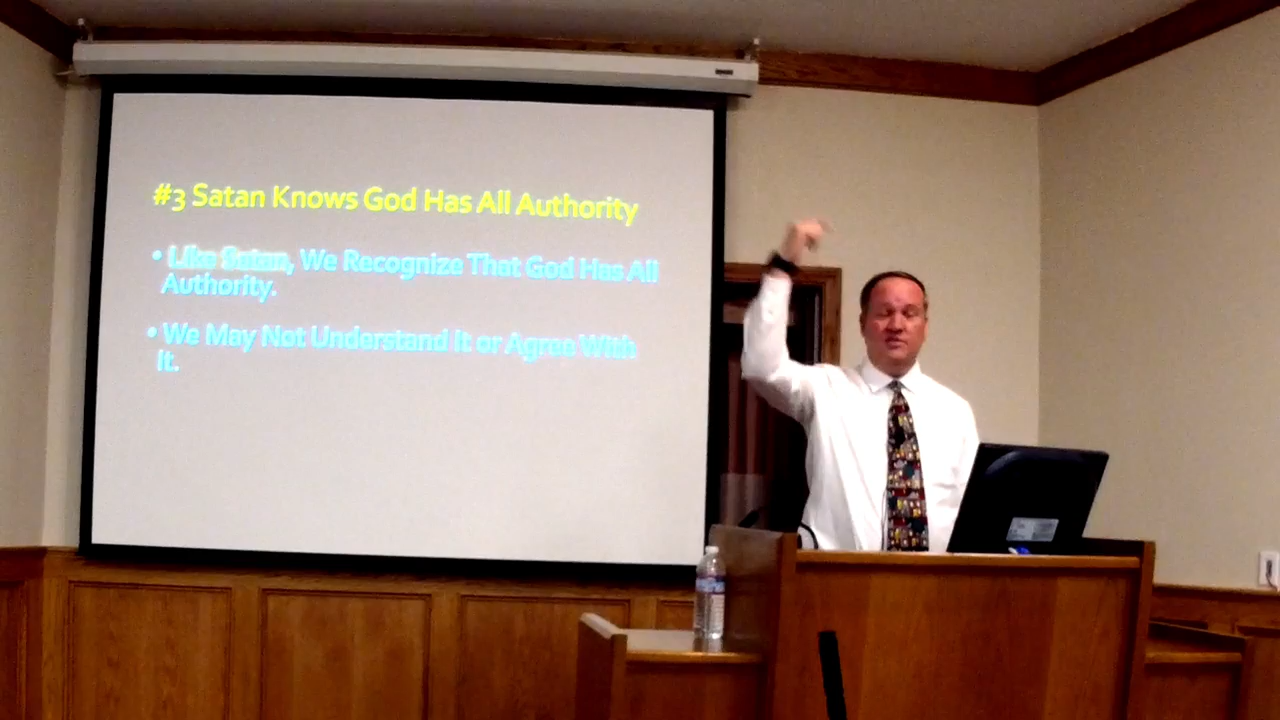 #3 Satan Knows God Has All Authority
• Like Satan, We Recognize That God Has All
Authority.
• We May Not Understand It or Agree With
It.